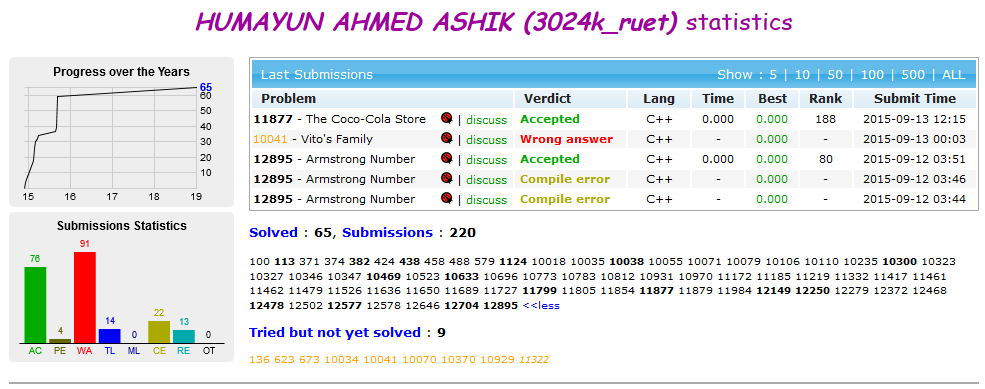 HUMAYUN AHMED ASHIK (3024k_ruet) statistics
Progress over the Years
65
60
50
40
30
20
10
15 16 17 18 19
Submissions Statistics
76 4 91 14 0 22 13 0
AC PE WA TL ML CE RE OT
Last Submissions Show : 5 | 10 | 50 | 100 | 500 | ALL
Problem Verdict Lang Time Best Rank Submit Time
11877 - The Coco-Cola Store | discuss Accepted C++ 0.000 0.000 188 2015-09-13 12:15
10041 - Vito's Family | discuss Wrong answer C++ - 0.000 - 2015-09-13 00:03
12895 - Armstrong Number | discuss Accepted C++ 0.000 0.000 80 2015-09-12 03:51
12895 - Armstrong Number | discuss Compile error C++ - 0.000 - 2015-09-12 03:46
12895 - Armstrong Number | discuss Compile error C++ - 0.000 - 2015-09-12 03:44
Solved : 65, Submissions : 220
100 113 371 374 382 424 438 458 488 579 1124 10018 10035 10038 10055 10071 10079 10106 10110 10235 10300 10323
10327 10346 10347 10469 10523 10633 10696 10773 10783 10812 10931 10970 11172 11185 11219 11332 11417 11461
11462 11479 11526 11636 11650 11689 11727 11799 11805 11854 11877 11879 11984 12149 12250 12279 12372 12468
12478 12502 12577 12578 12646 12704 12895 <<less
Tried but not yet solved : 9
136 623 673 10034 10041 10070 10370 10929 11322